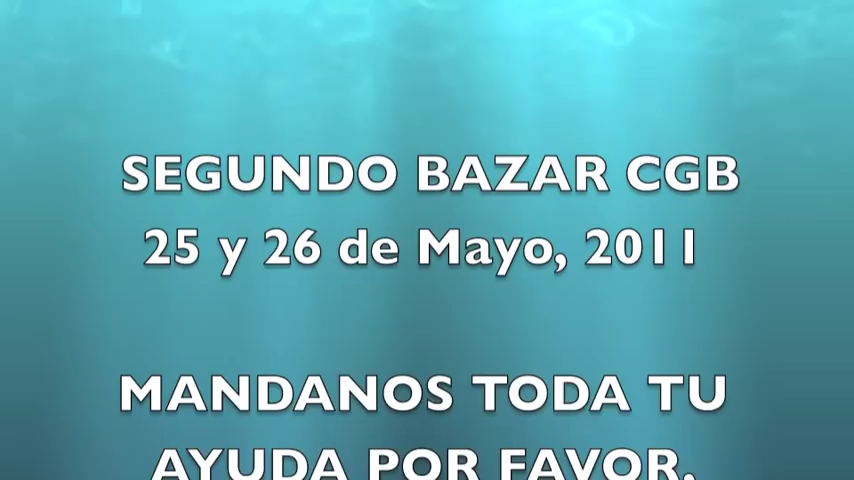 SEGUNDO BAZAR CGB
25 y 26 de Mayo, 2011
MANDANOS TODA TU
AYUDA POR FAVOR.